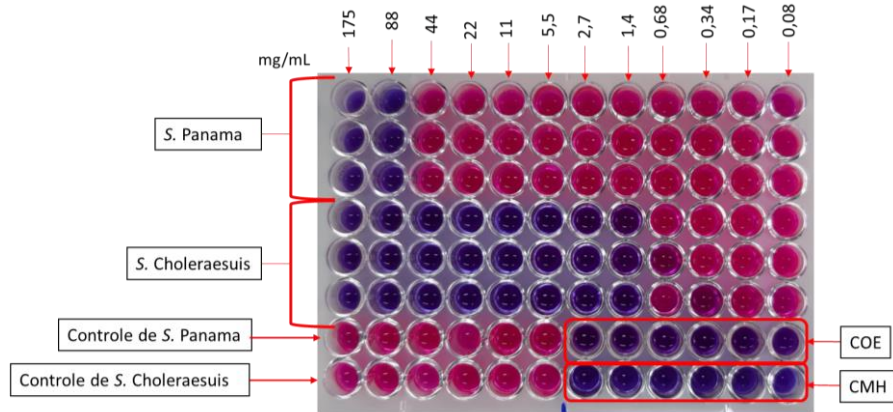 175
88
44
22
11
5,5
2,7
1,4
0,68
0,34
0,17
0,08
mg/mL
S. Panama
S. Choleraesuis
Controle de S. Panama
COE
Controle de S. Choleraesuis
CMH